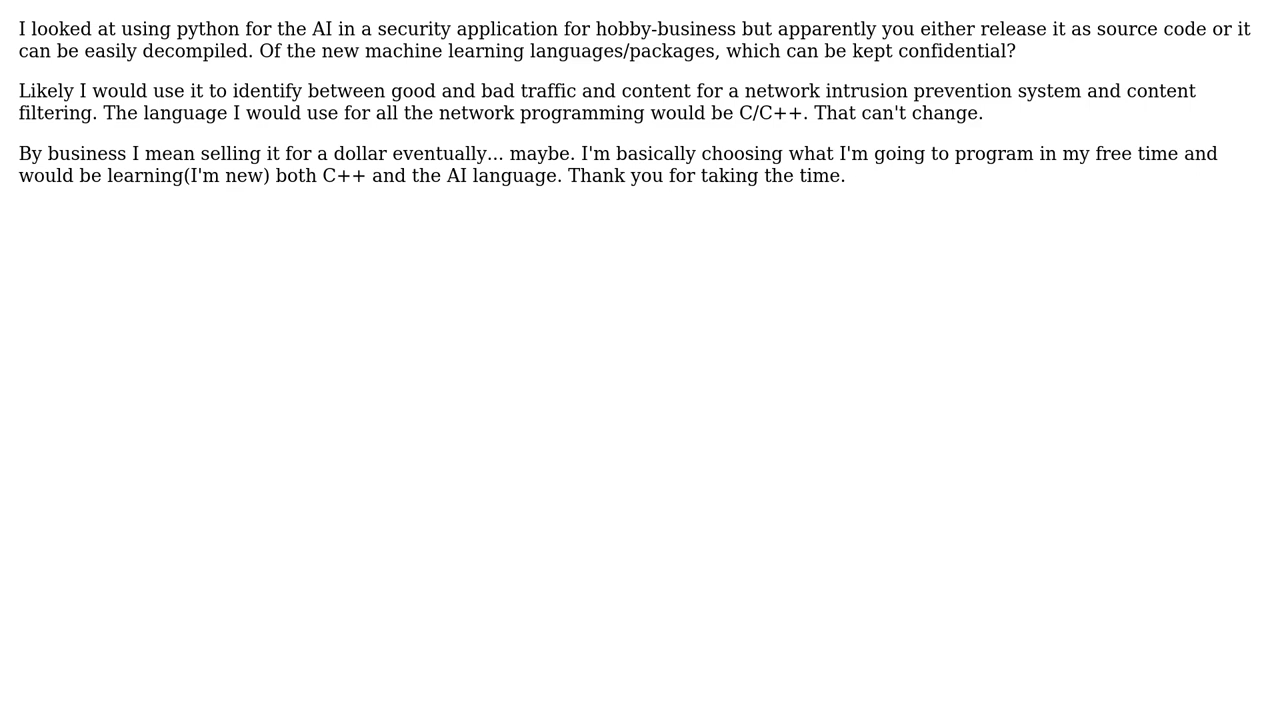 I looked at using python for the AI in a security application for hobby-business but apparently you either release it as source code or it
can be easily decompiled. Of the new machine learning languages/packages, which can be kept confidential?
Likely I would use it to identify between good and bad traffic and content for a network intrusion prevention system and content
filtering. The language I would use for all the network programming would be C/C++. That can't change.
By business I mean selling it for a dollar eventually... maybe. I'm basically choosing what I'm going to program in my free time and
would be learning(I'm new) both C++ and the AI language. Thank you for taking the time.